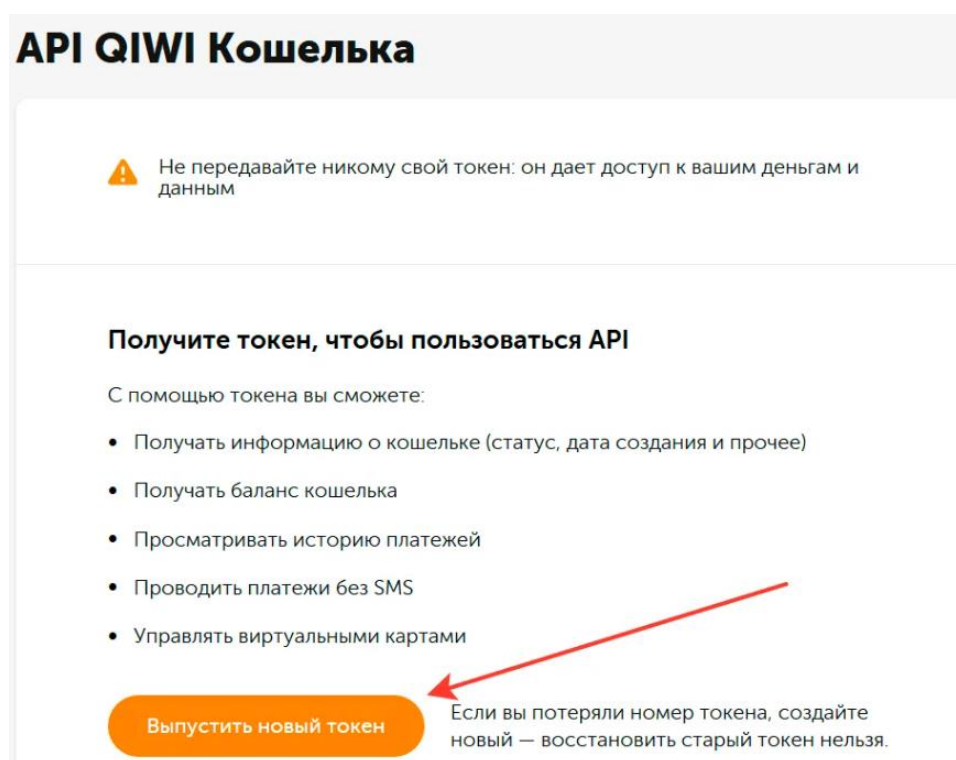 API QIWI Кошелька
Не передавайте никому свой токен: он дает доступ к вашим деньгам и
данным
Получите токен, чтобы пользоваться API
С помощью токена вы сможете:
• Получать информацию о кошельке (статус, дата создания и прочее)
• Получать баланс кошелька
• Просматривать историю платежей
• Проводить платежи без SMS
• Управлять виртуальными картами
Выпустить новый токен
Если вы потеряли номер токена, создайте
новый — восстановить старый токен нельзя.